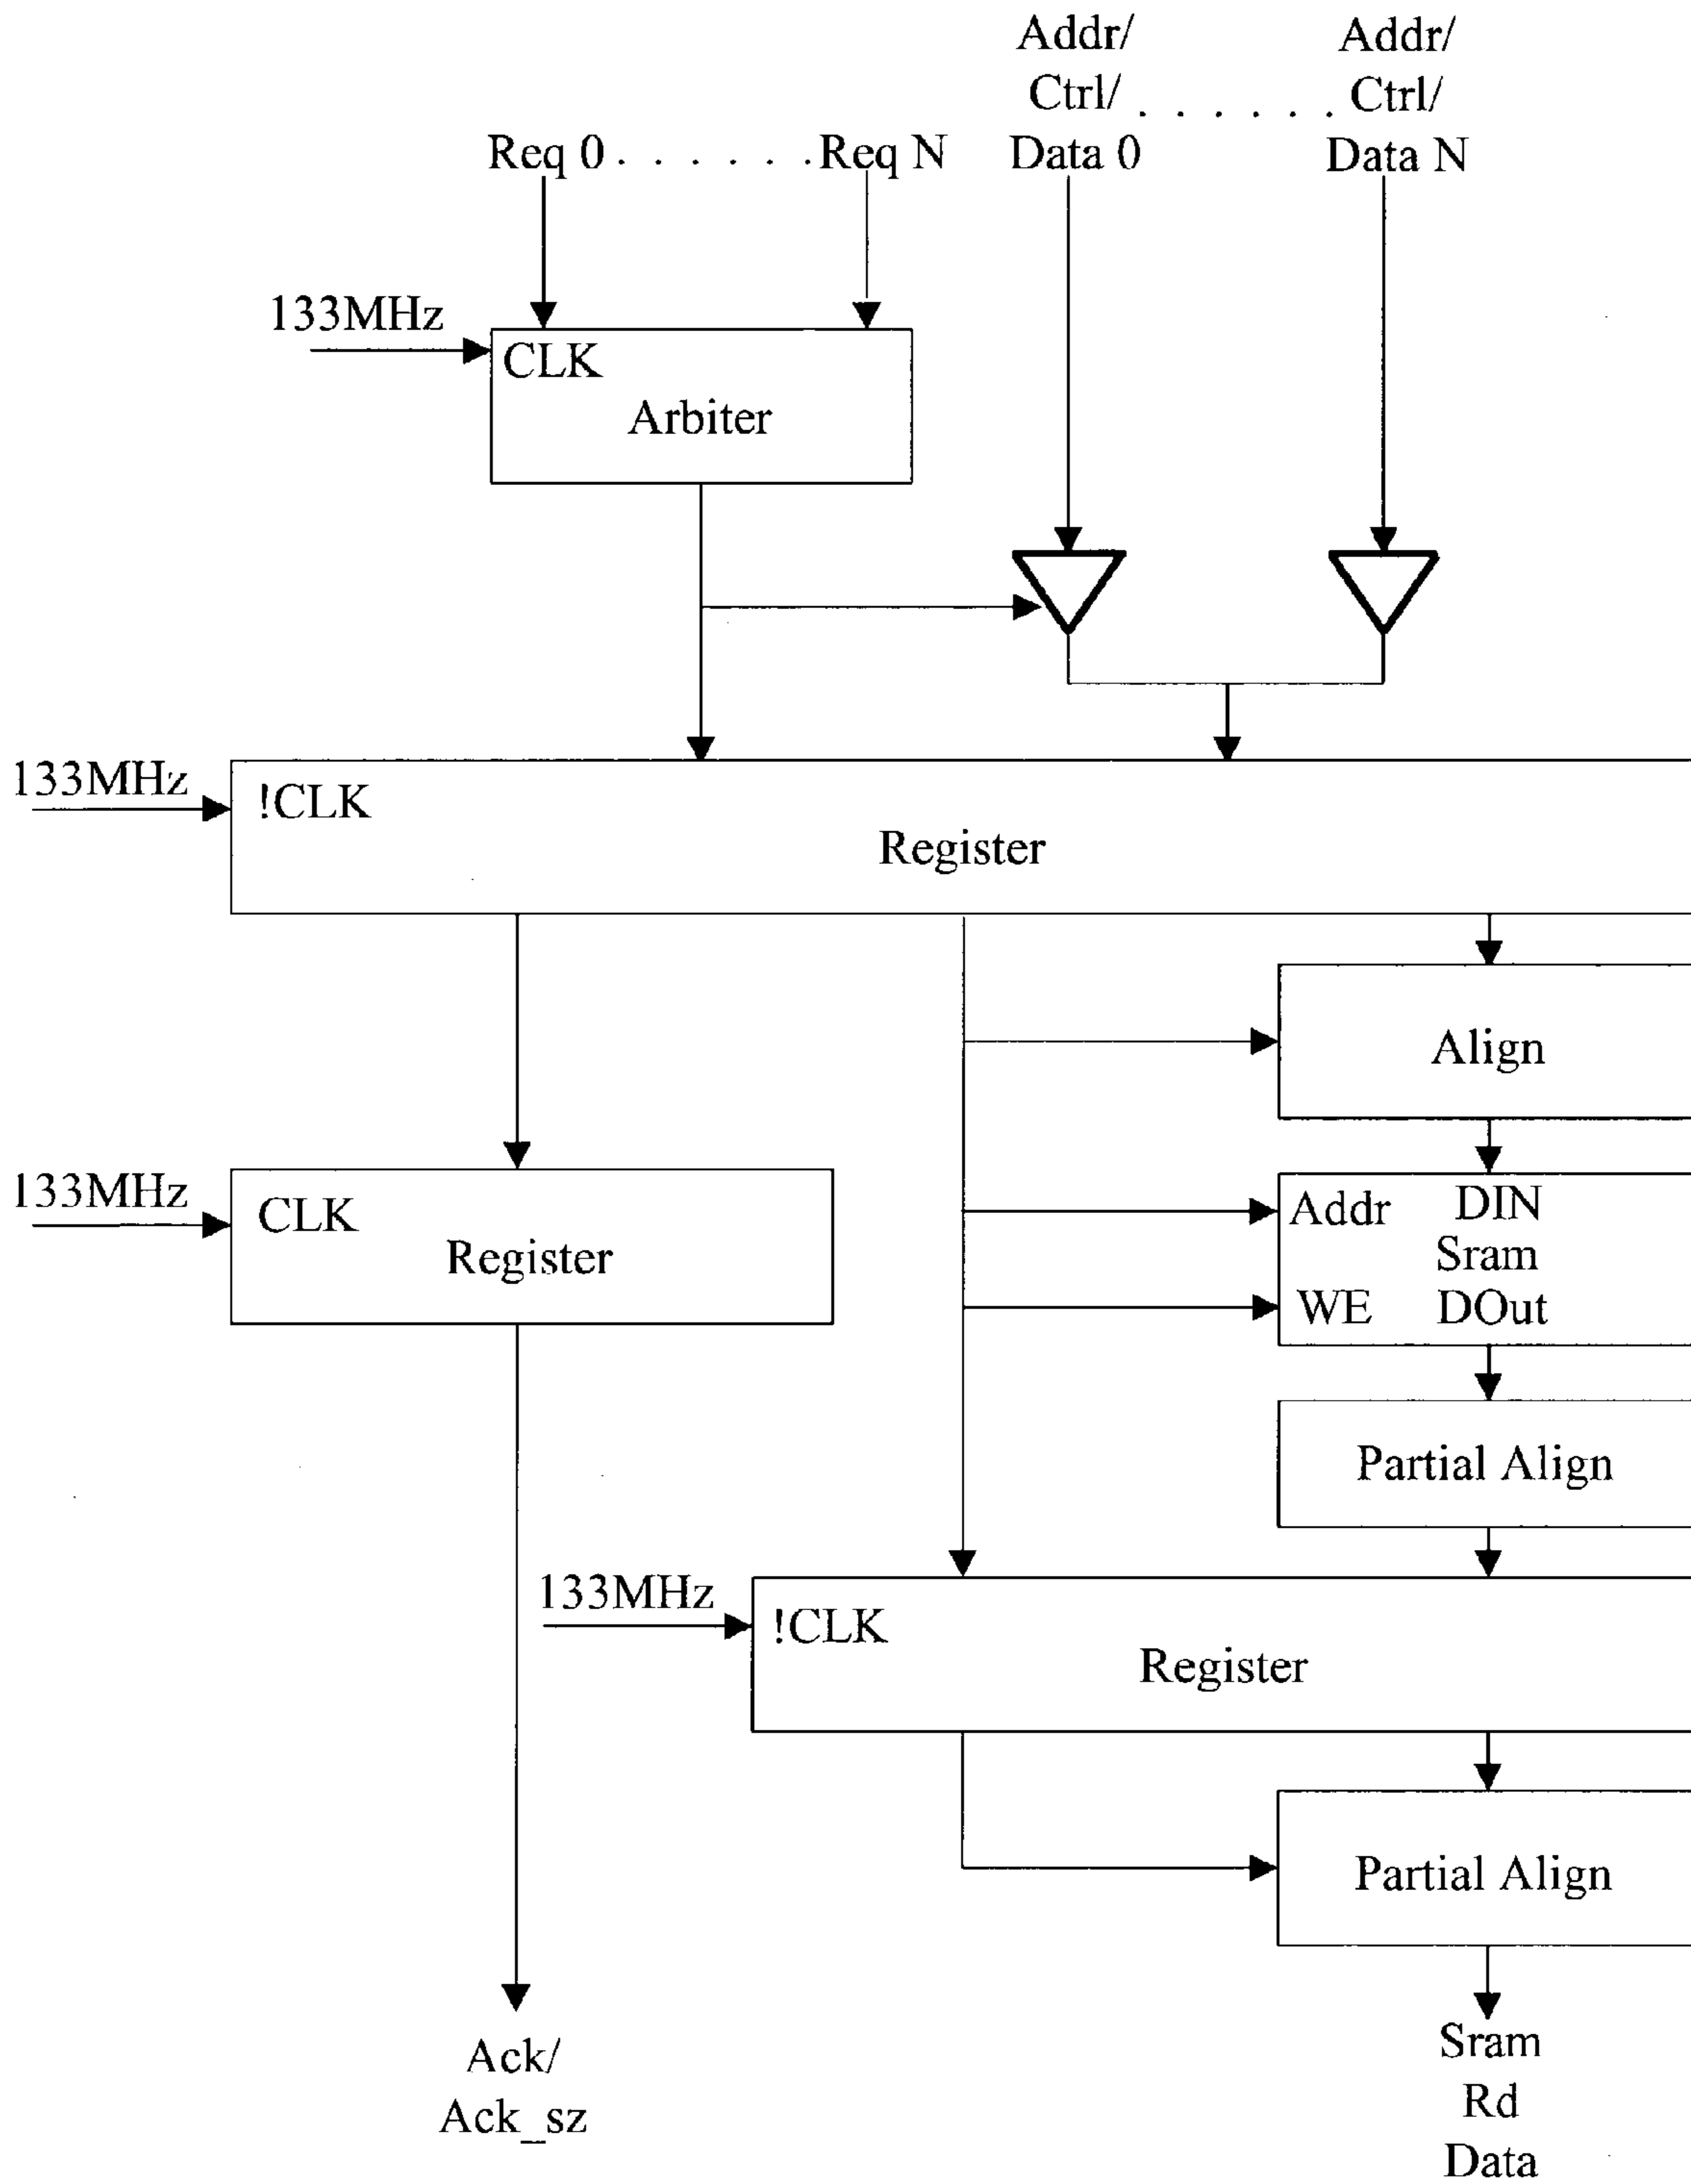 Addr/
Ctrl/ . . . . . .
Data 0
Addr/
Ctrl/
Data N
Req 0 . . . . . . Req N
133MHz
CLK
Arbiter
133MHz
!CLK
Register
Align
133MHz
CLK
Register
Addr
DIN
Sram
WE
DOut
Partial Align
133MHz
!CLK
Register
Partial Align
Ack/
Ack_sz
Sram
Rd
Data